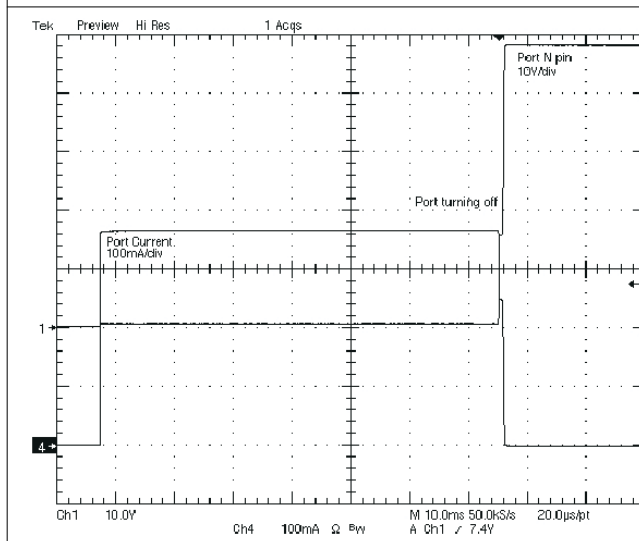 Tek Preview Hi Res 1 Acqs
Port N pin
10V/div
Port turning off
Port Current
100mA/div
1
4
Ch1 10.0V M 10.0ms 50.0kS/s 20.0µs/pt
Ch4 100mA Ω BW A Ch1 / 7.4V